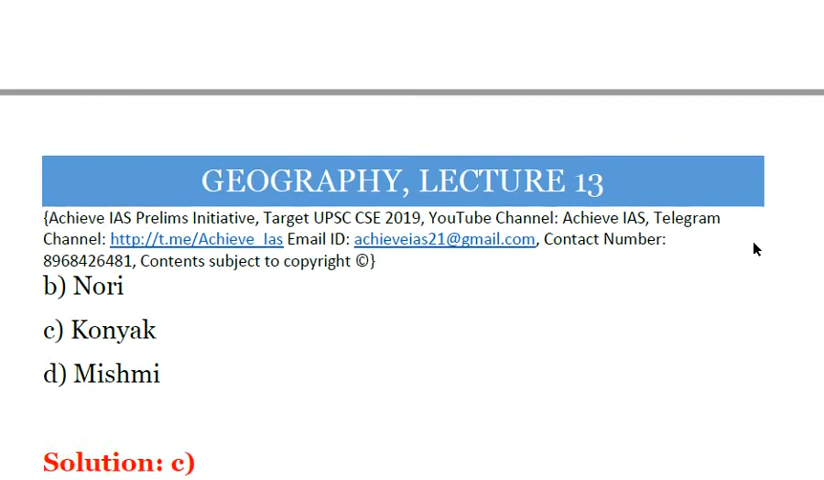 GEOGRAPHY, LECTURE 13
{Achieve IAS Prelims Initiative, Target UPSC CSE 2019, YouTube Channel: Achieve IAS, Telegram
Channel: http://t.me/Achieve_Ias Email ID: achieveias21@gmail.com, Contact Number:
8968426481, Contents subject to copyright ©}
b) Nori
c) Konyak
d) Mishmi
Solution: c)